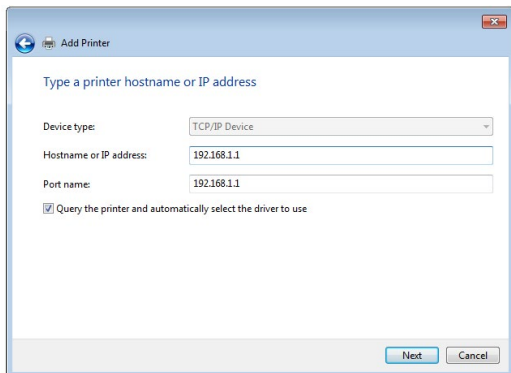 Add Printer
Type a printer hostname or IP address
Device type: TCP/IP Device
Hostname or IP address: 192.168.1.1
Port name: 192.168.1.1
Query the printer and automatically select the driver to use
Next Cancel